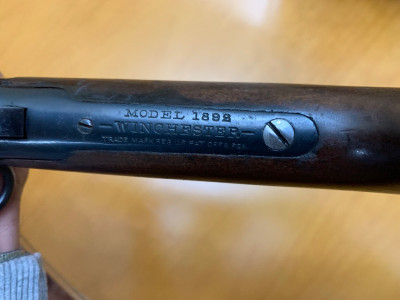 MODEL 1892
-WINCHESTER-
TRADE MARK REG. U.S. PAT. OFF.